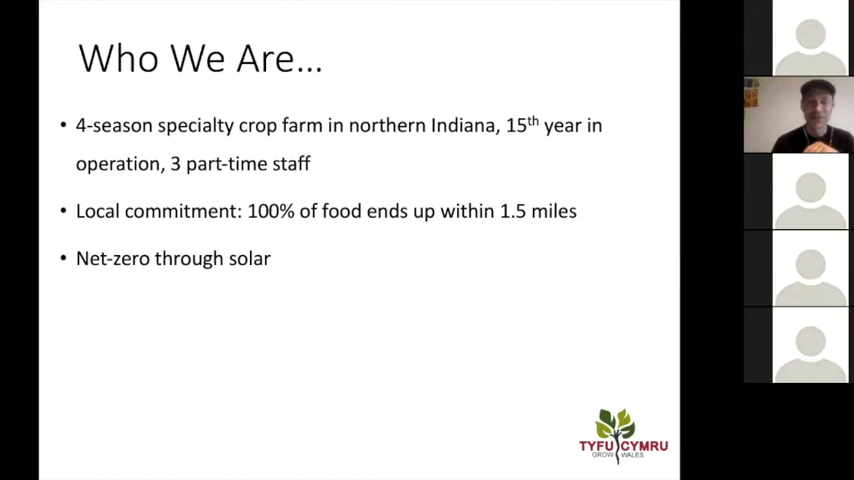 Who We Are...
• 4-season specialty crop farm in northern Indiana, 15th year in
operation, 3 part-time staff
• Local commitment: 100% of food ends up within 1.5 miles
• Net-zero through solar
TYFU CYMRU
GROW WALES